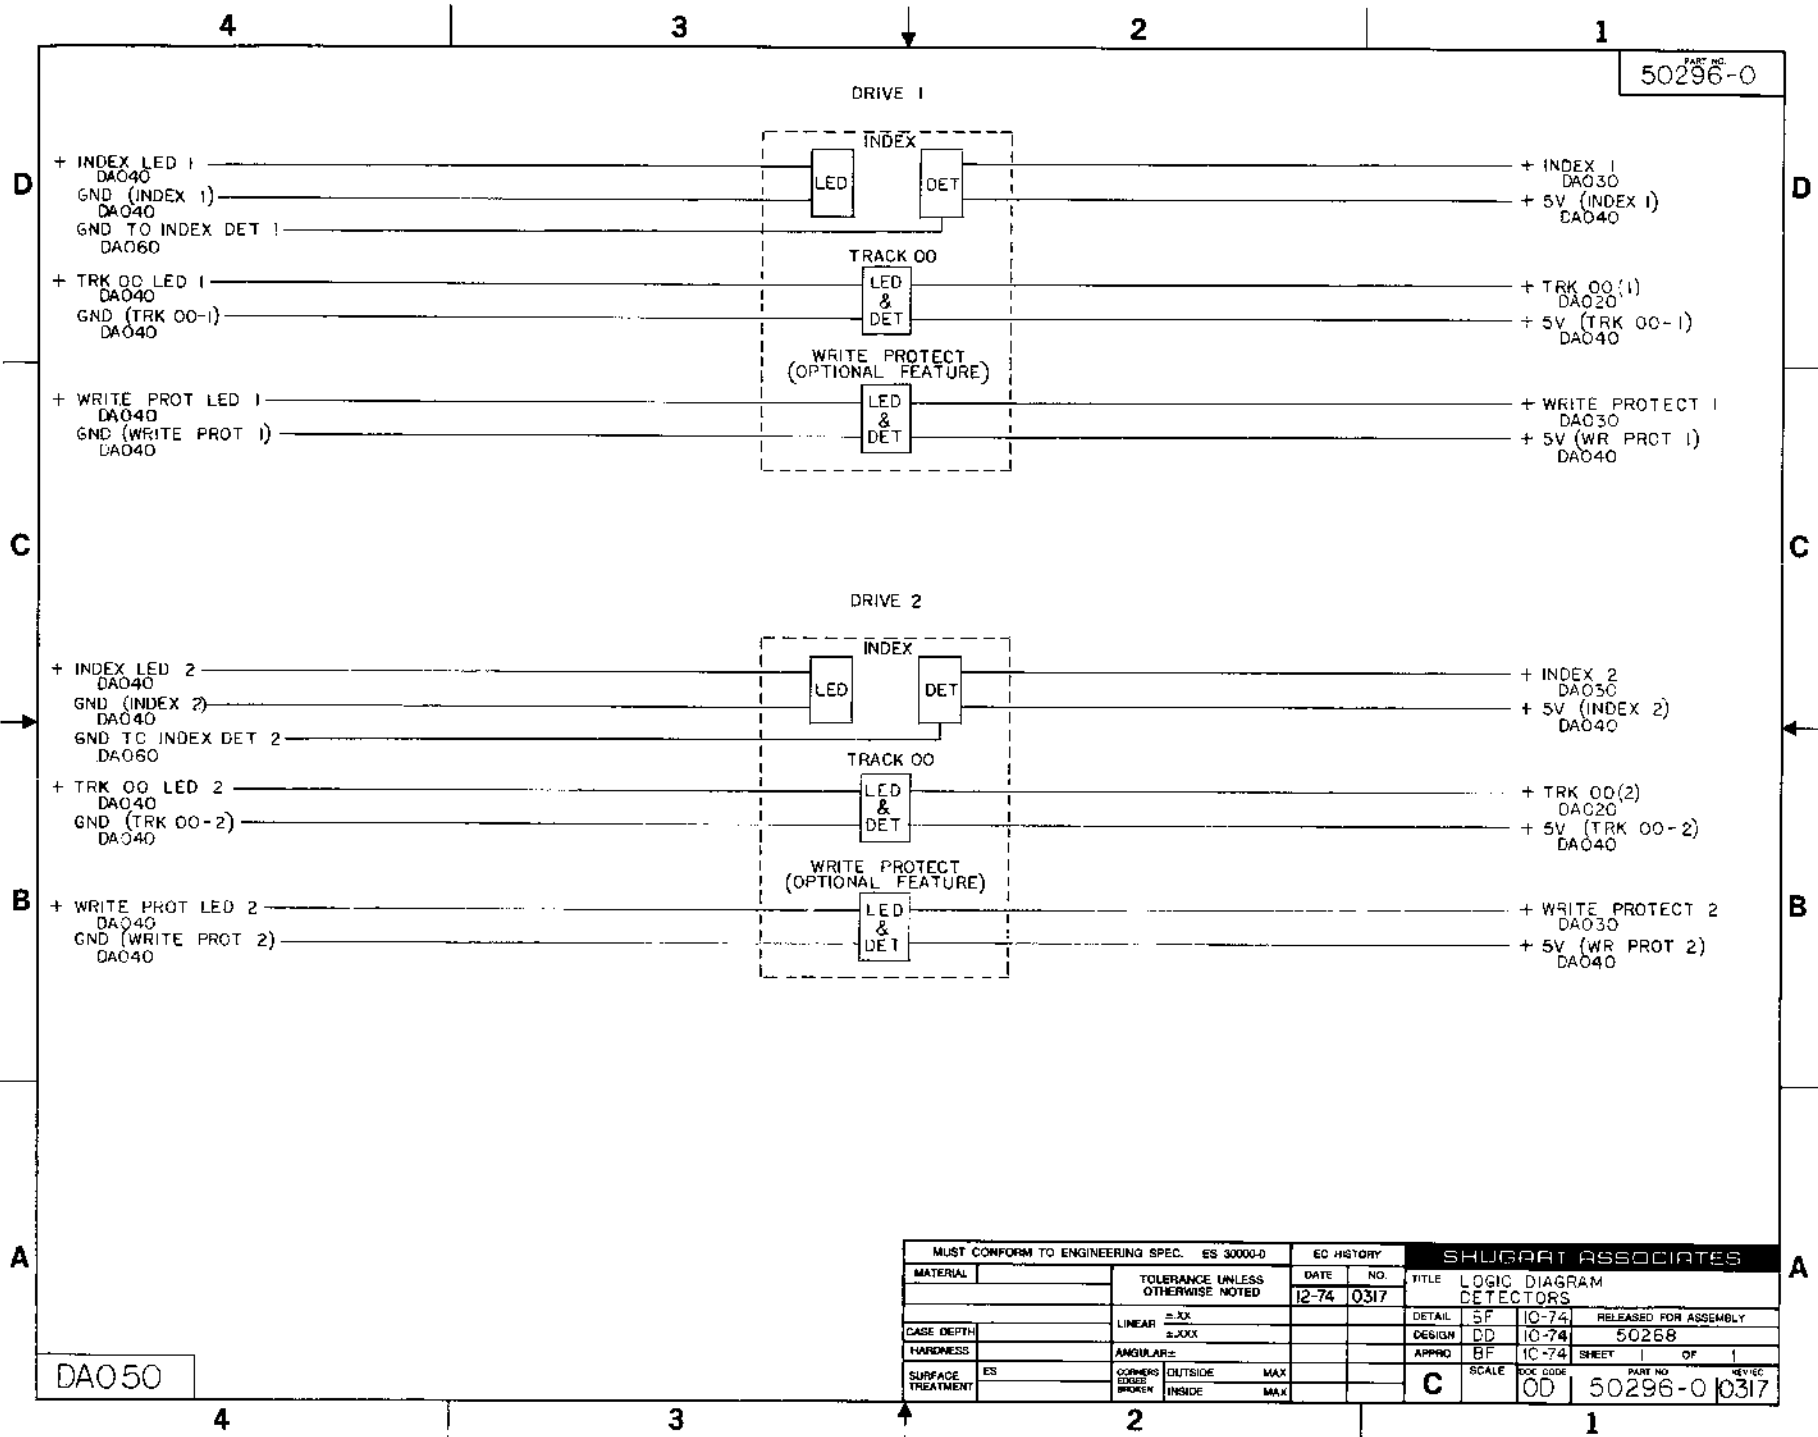 4 3 2 1
PART NO.
50296-0
DRIVE 1
INDEX
+ INDEX LED 1
DA040
GND (INDEX 1)
DA040
GND TO INDEX DET 1
DA060
LED
DET
+ INDEX 1
DA030
+ 5V (INDEX 1)
DA040
D
D
TRACK 00
+ TRK 00 LED 1
DA040
GND (TRK 00-1)
DA040
LED
&
DET
+ TRK 00(1)
DA020
+ 5V (TRK 00-1)
DA040
WRITE PROTECT
(OPTIONAL FEATURE)
+ WRITE PROT LED 1
DA040
GND (WRITE PROT 1)
DA040
LED
&
DET
+ WRITE PROTECT 1
DA030
+ 5V (WR PROT 1)
DA040
C
C
DRIVE 2
INDEX
+ INDEX LED 2
DA040
GND (INDEX 2)
DA040
GND TO INDEX DET 2
DA060
LED
DET
+ INDEX 2
DA030
+ 5V (INDEX 2)
DA040
TRACK 00
+ TRK 00 LED 2
DA040
GND (TRK 00-2)
DA040
LED
&
DET
+ TRK 00(2)
DA020
+ 5V (TRK 00-2)
DA040
WRITE PROTECT
(OPTIONAL FEATURE)
B
B
+ WRITE PROT LED 2
DA040
GND (WRITE PROT 2)
DA040
LED
&
DET
+ WRITE PROTECT 2
DA030
+ 5V (WR PROT 2)
DA040
A
A
MUST CONFORM TO ENGINEERING SPEC. ES 30000-0
MATERIAL
CASE DEPTH
HARDNESS
SURFACE TREATMENT
ES
TOLERANCE UNLESS
OTHERWISE NOTED
LINEAR
±.XX
±.XXX
ANGULAR±
CORNERS
EDGES
BROKEN
OUTSIDE MAX
INSIDE MAX
EC HISTORY
DATE NO.
12-74 0317
SHUGART ASSOCIATES
TITLE LOGIC DIAGRAM
DETECTORS
DETAIL SF 10-74 RELEASED FOR ASSEMBLY
DESIGN DD 10-74 50268
APPRO BF 10-74 SHEET 1 OF 1
C
SCALE
DOC CODE
OD
PART NO
50296-0
REV/EC
0317
DA050
4 3 2 1